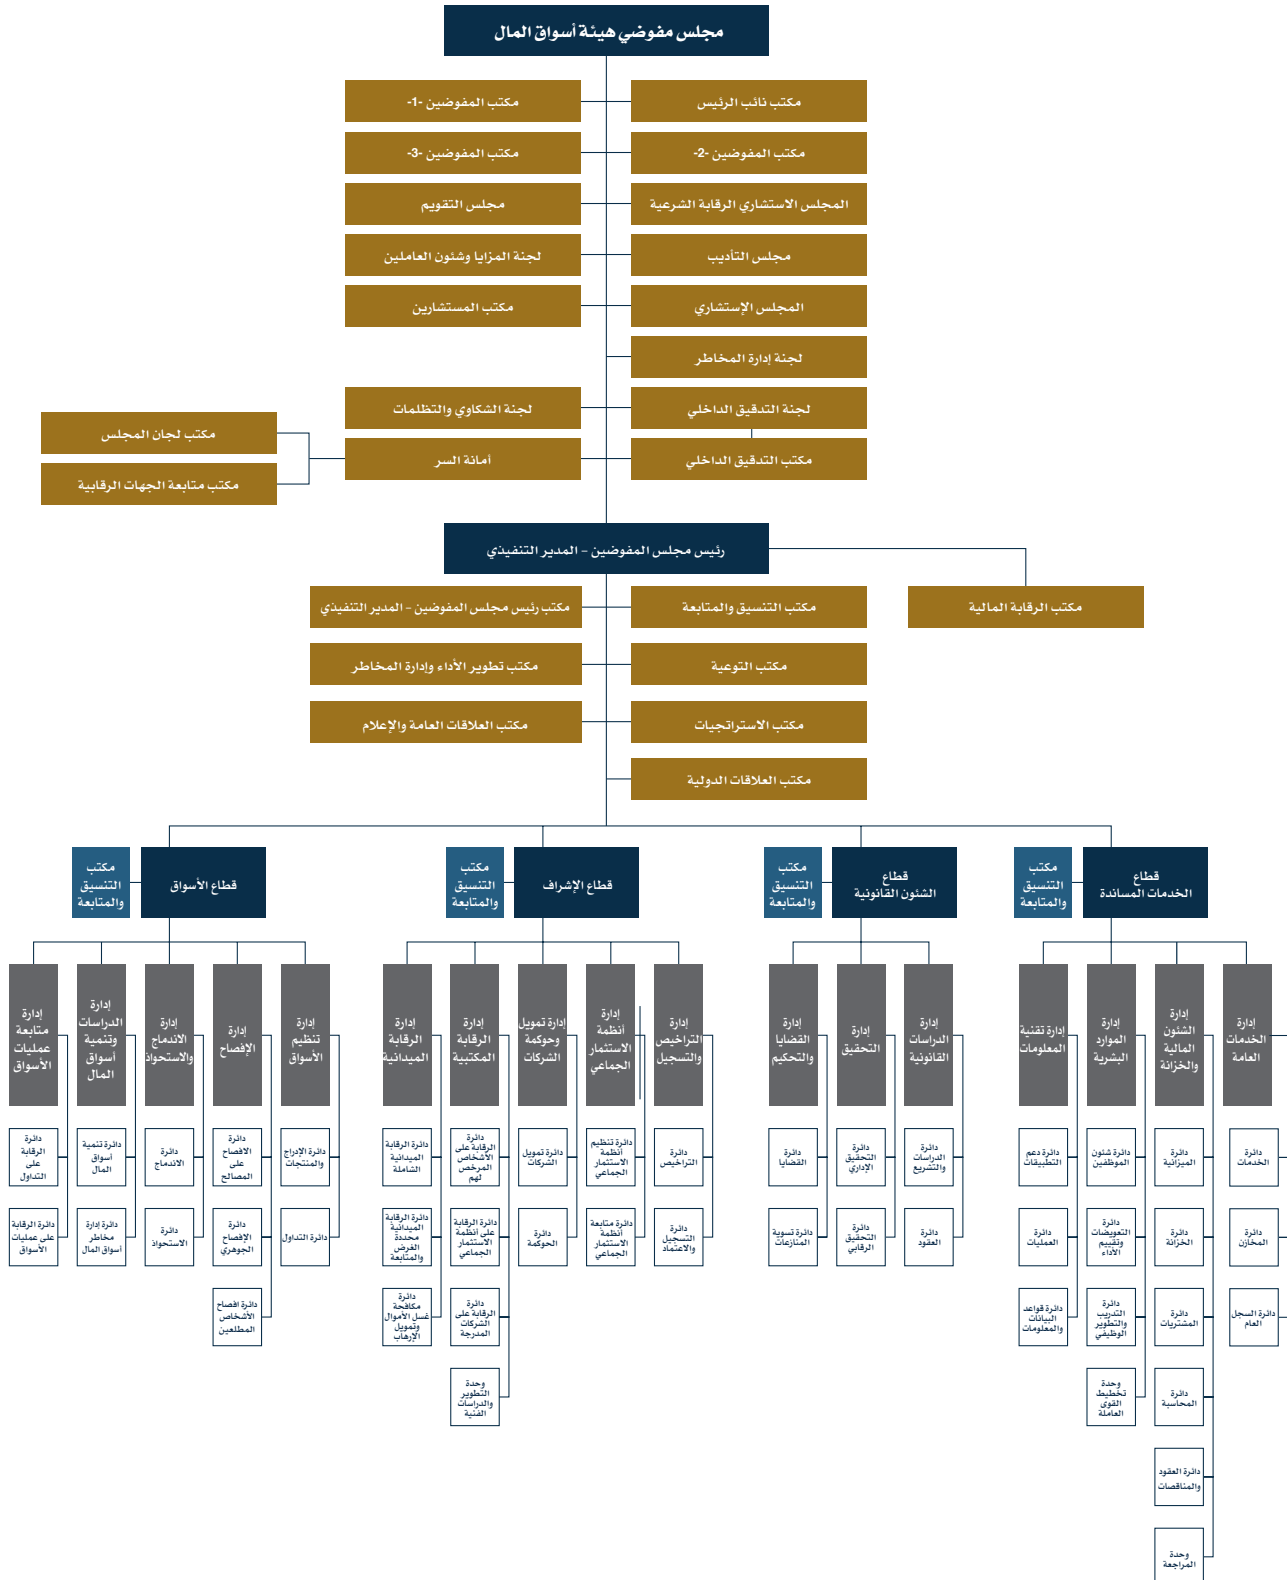 مجلس مفوضي هيئة أسواق المال
مكتب نائب الرئيس
مكتب المفوضين -1-
مكتب المفوضين -2-
مكتب المفوضين -3-
المجلس الاستشاري الرقابة الشرعية
مجلس التقويم
مجلس التأديب
لجنة المزايا وشئون العاملين
المجلس الإستشاري
مكتب المستشارين
لجنة إدارة المخاطر
لجنة التدقيق الداخلي
لجنة الشكاوي والتظلمات
مكتب لجان المجلس
مكتب التدقيق الداخلي
أمانة السر
مكتب متابعة الجهات الرقابية
رئيس مجلس المفوضين – المدير التنفيذي
مكتب الرقابة المالية
مكتب التنسيق والمتابعة
مكتب رئيس مجلس المفوضين – المدير التنفيذي
مكتب التوعية
مكتب تطوير الأداء وإدارة المخاطر
مكتب الاستراتجيات
مكتب العلاقات العامة والإعلام
مكتب العلاقات الدولية
قطاع
الخدمات المساندة
مكتب
التنسيق
والمتابعة
قطاع
الشئون القانونية
مكتب
التنسيق
والمتابعة
قطاع الإشراف
مكتب
التنسيق
والمتابعة
قطاع الأسواق
مكتب
التنسيق
والمتابعة
إدارة
الخدمات
العامة
إدارة
الشئون
المالية
والخزانة
إدارة
الموارد
البشرية
إدارة تقنية
المعلومات
إدارة
الدراسات
القانونية
إدارة
التحقيق
إدارة
القضايا
والتحكيم
إدارة
التراخيص
والتسجيل
إدارة
أنظمة
الاستثمار
الجماعي
إدارة تمويل
وحوكمة
الشركات
إدارة
الرقابة
المكتبية
إدارة
الرقابة
الميدانية
إدارة
تنظيم
الأسواق
إدارة
الإفصاح
إدارة
الاندماج
والاستحواذ
إدارة
الدراسات
وتنمية
أسواق
المال
إدارة
متابعة
عمليات
الأسواق
دائرة
الخدمات
دائرة
الميزانية
دائرة شئون
الموظفين
دائرة دعم
التطبيقات
دائرة
الدراسات
والتشريع
دائرة
التحقيق
الإداري
دائرة
القضايا
دائرة
التراخيص
دائرة تنظيم
أنظمة
الاستثمار
الجماعي
دائرة تمويل
الشركات
دائرة
الرقابة على
الأشخاص
المرخص
لهم
دائرة الرقابة
الميدانية
الشاملة
دائرة الإدراج
والمنتجات
دائرة
الافصاح
على
المصالح
دائرة
الاندماج
دائرة تنمية
أسواق
المال
دائرة
الرقابة
على
التداول
دائرة
المخازن
دائرة
الخزانة
دائرة
التعويضات
وتقييم
الأداء
دائرة
العمليات
دائرة
العقود
دائرة
التحقيق
الرقابي
دائرة تسوية
المنازعات
دائرة
التسجيل
والاعتماد
دائرة متابعة
أنظمة
الاستثمار
الجماعي
دائرة
الحوكمة
دائرة الرقابة
على أنظمة
الاستثمار
الجماعي
دائرة الرقابة
الميدانية
محددة
الغرض
والمتابعة
دائرة التداول
دائرة
الإفصاح
الجوهري
دائرة
الاستحواذ
دائرة إدارة
مخاطر
أسواق المال
دائرة الرقابة
على عمليات
الأسواق
دائرة السجل
العام
دائرة
المشتريات
دائرة
التدريب
والتطوير
الوظيفي
دائرة قواعد
البيانات
والمعلومات
دائرة
الرقابة على
الشركات
المدرجة
دائرة
مكافحة
غسل الأموال
وتمويل
الإرهاب
دائرة افصاح
الأشخاص
المطلعين
دائرة
المحاسبة
وحدة
تخطيط
القوى
العاملة
وحدة
التطوير
والدراسات
الفنية
دائرة العقود
والمناقصات
وحدة
المراجعة